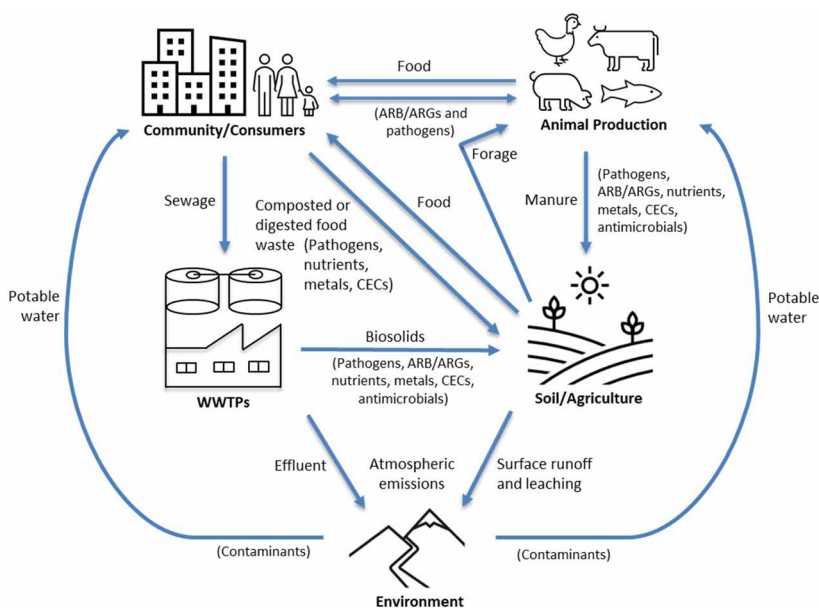 Food
(ARB/ARGs and
pathogens)
Community/Consumers
Animal Production
Forage
Sewage
Composted or
digested food
waste (Pathogens,
nutrients,
metals, CECs)
Food
Manure
(Pathogens,
ARB/ARGs, nutrients,
metals, CECs,
antimicrobials)
Potable
water
Potable
water
Biosolids
(Pathogens, ARB/ARGs,
nutrients, metals, CECs,
antimicrobials)
WWTPs
Soil/Agriculture
Effluent
Atmospheric
emissions
Surface runoff
and leaching
(Contaminants)
(Contaminants)
Environment